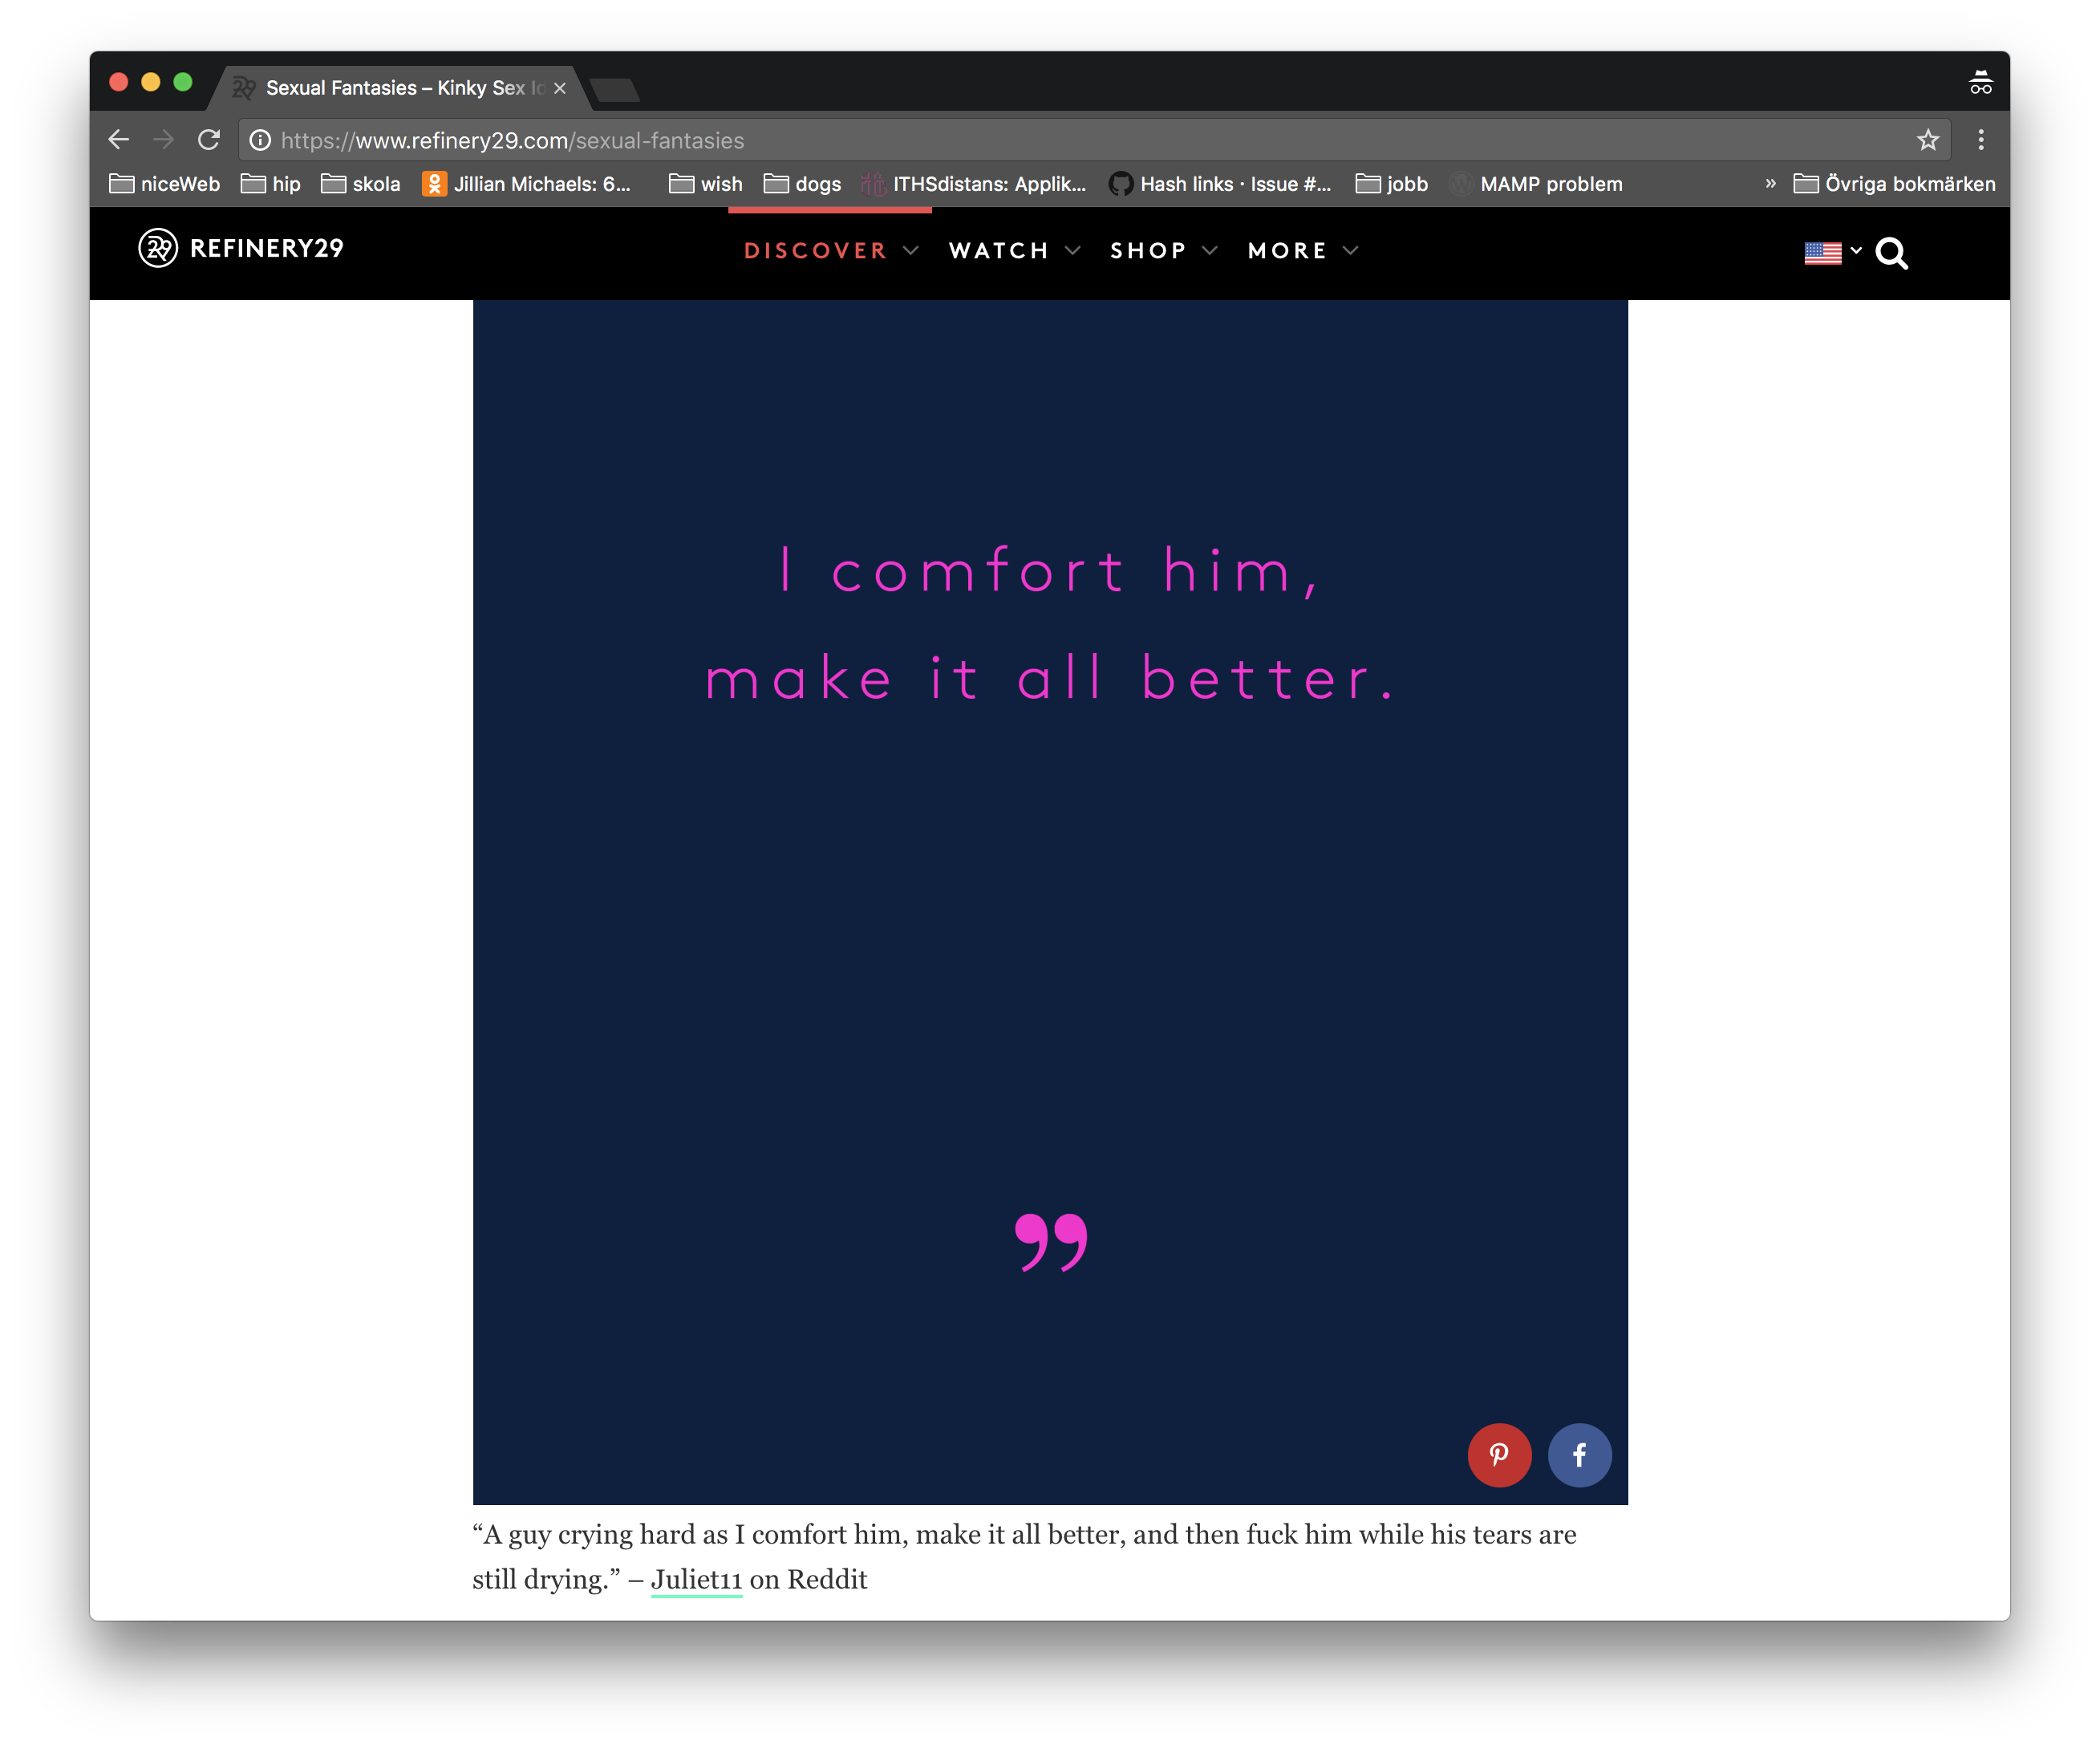 Sexual Fantasies – Kinky Sex
https://www.refinery29.com/sexual-fantasies
niceWeb hip skola Jillian Michaels: 6... wish dogs ITHSdistans: Applik... Hash links · Issue #... jobb MAMP problem » Övriga bokmärken
REFINERY29 DISCOVER WATCH SHOP MORE
I comfort him,
make it all better.
”
“A guy crying hard as I comfort him, make it all better, and then fuck him while his tears are
still drying.” – Juliet11 on Reddit